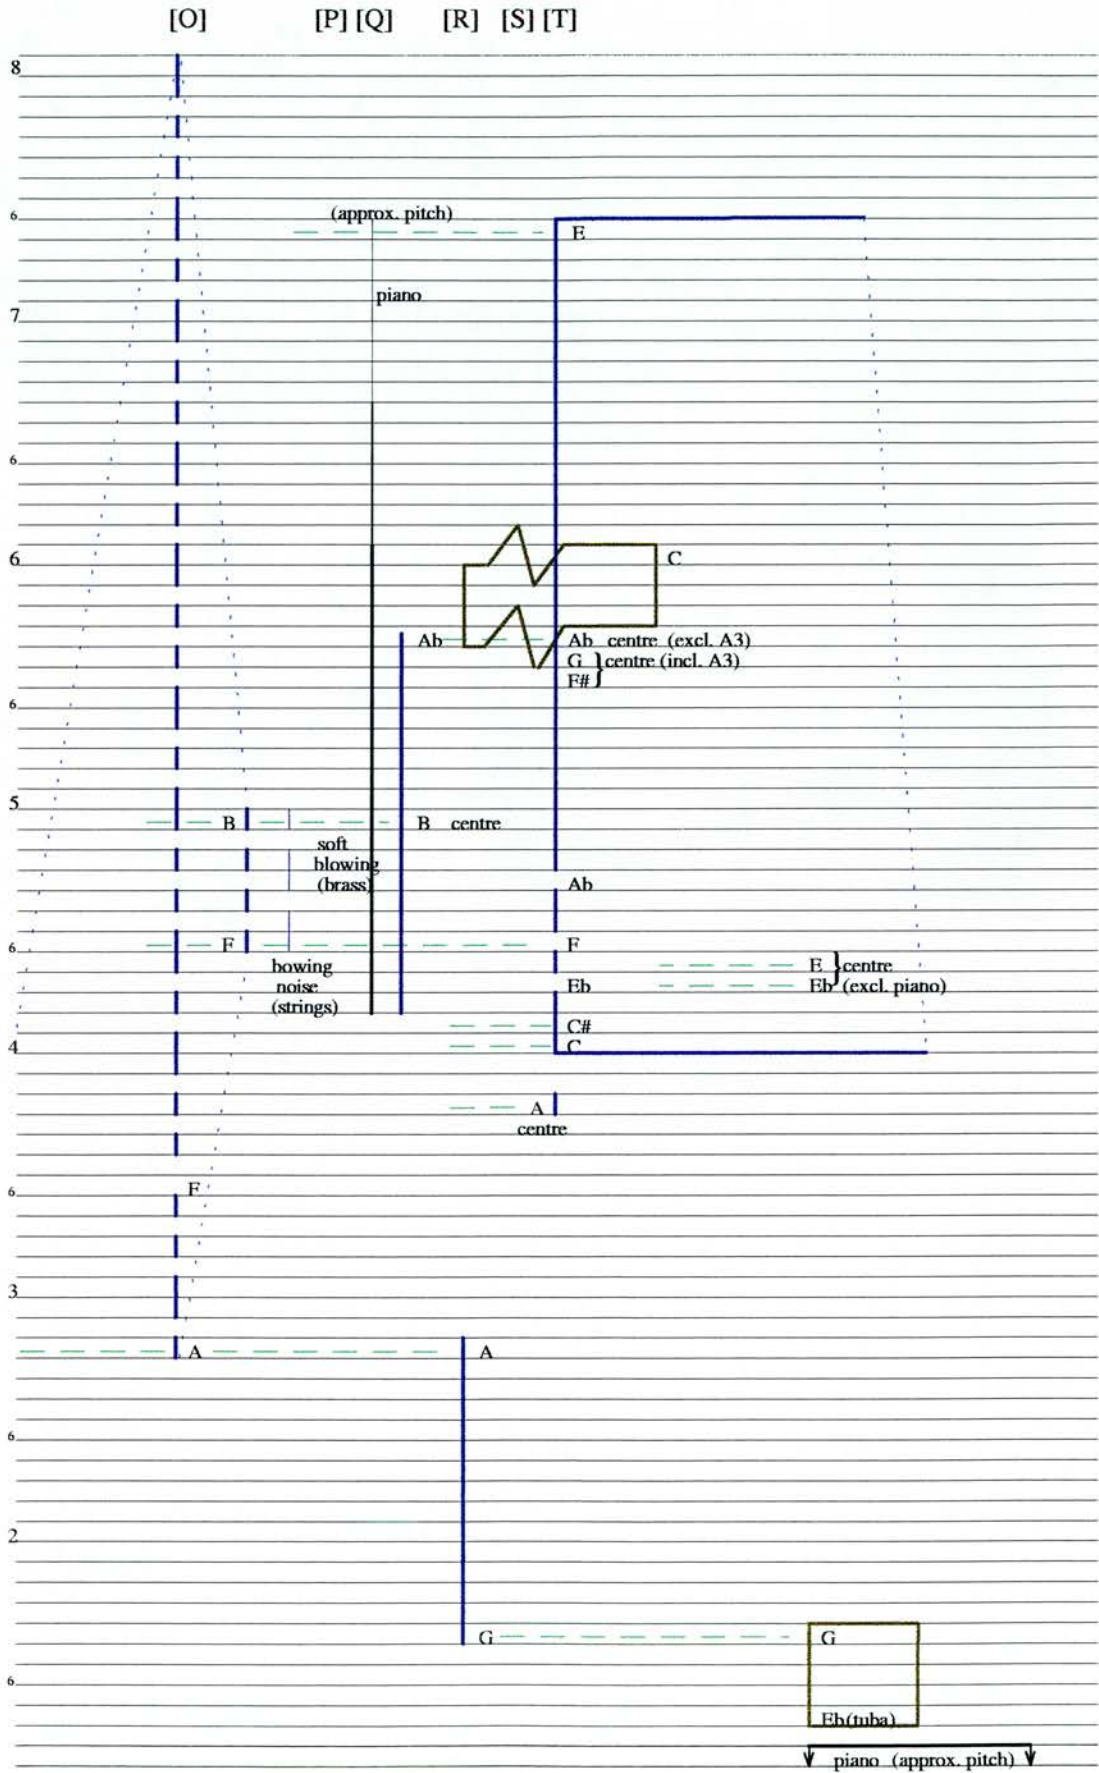 [O] [P] [Q] [R] [S] [T]
8
6
(approx. pitch)
E
piano
7
6
6
C
Ab
Ab centre (excl. A3)
G } centre (incl. A3)
F#
6
5
B
B centre
soft
blowing
(brass)
Ab
6
F
F
bowing
noise
(strings)
E } centre
Eb
Eb (excl. piano)
C#
4
C
A
centre
6
F
3
A
A
6
2
G
G
6
Eb(tuba)
piano (approx. pitch)